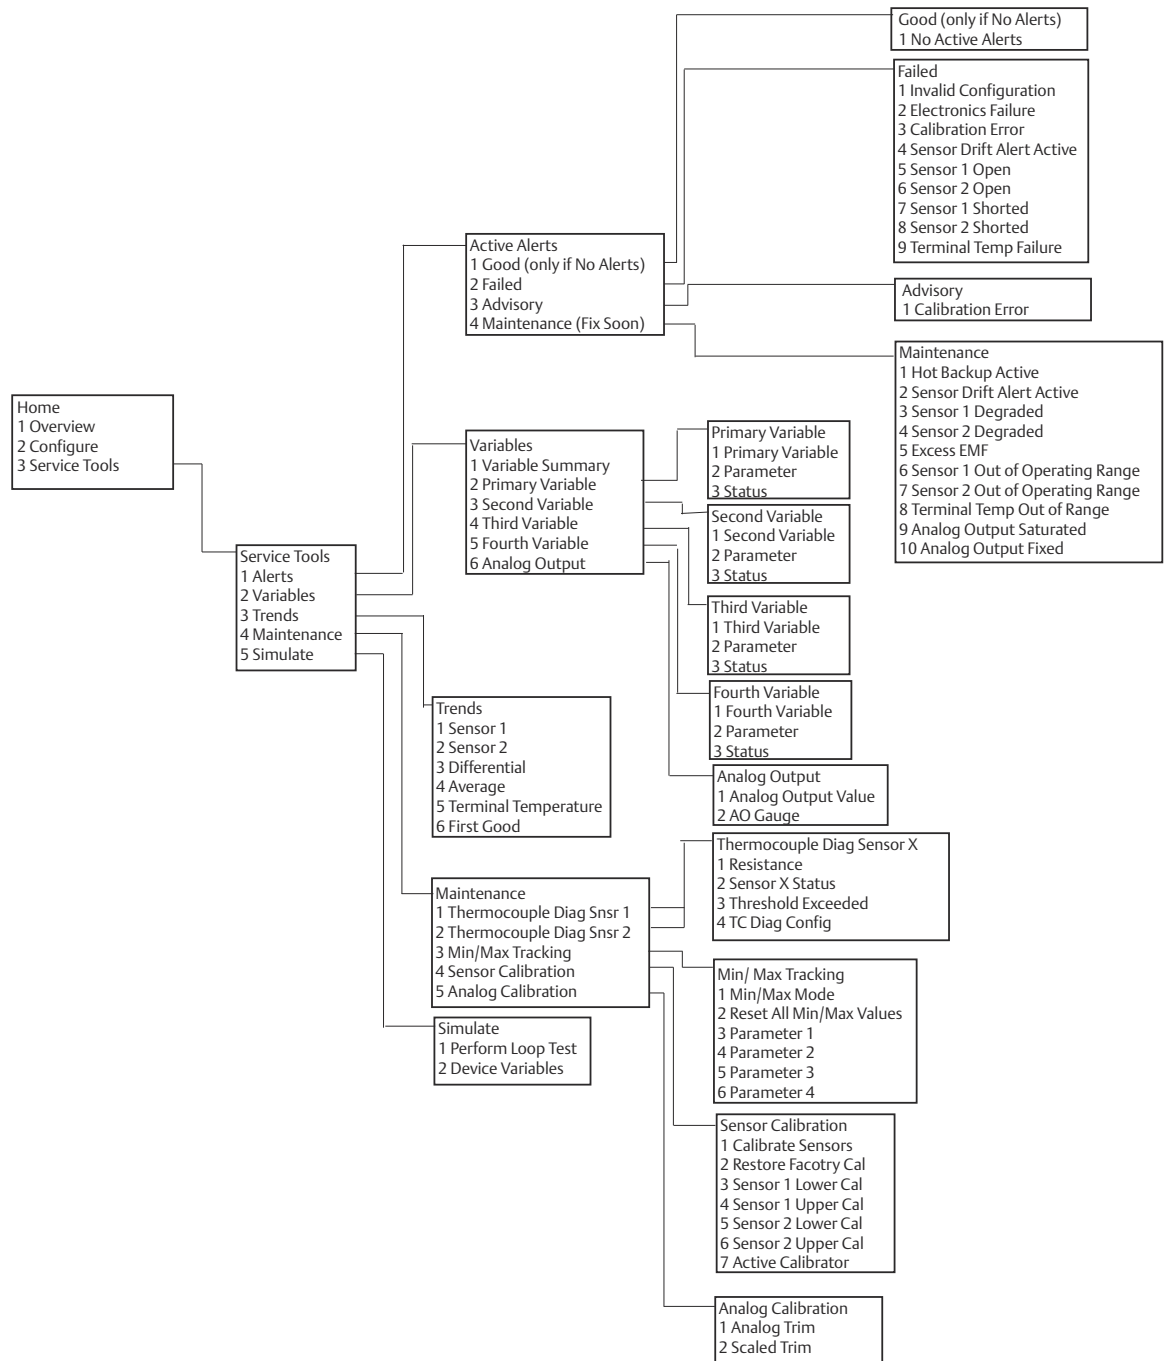 Home
1 Overview
2 Configure
3 Service Tools
Service Tools
1 Alerts
2 Variables
3 Trends
4 Maintenance
5 Simulate
Active Alerts
1 Good (only if No Alerts)
2 Failed
3 Advisory
4 Maintenance (Fix Soon)
Good (only if No Alerts)
1 No Active Alerts
Failed
1 Invalid Configuration
2 Electronics Failure
3 Calibration Error
4 Sensor Drift Alert Active
5 Sensor 1 Open
6 Sensor 2 Open
7 Sensor 1 Shorted
8 Sensor 2 Shorted
9 Terminal Temp Failure
Advisory
1 Calibration Error
Maintenance
1 Hot Backup Active
2 Sensor Drift Alert Active
3 Sensor 1 Degraded
4 Sensor 2 Degraded
5 Excess EMF
6 Sensor 1 Out of Operating Range
7 Sensor 2 Out of Operating Range
8 Terminal Temp Out of Range
9 Analog Output Saturated
10 Analog Output Fixed
Variables
1 Variable Summary
2 Primary Variable
3 Second Variable
4 Third Variable
5 Fourth Variable
6 Analog Output
Primary Variable
1 Primary Variable
2 Parameter
3 Status
Second Variable
1 Second Variable
2 Parameter
3 Status
Third Variable
1 Third Variable
2 Parameter
3 Status
Fourth Variable
1 Fourth Variable
2 Parameter
3 Status
Analog Output
1 Analog Output Value
2 AO Gauge
Trends
1 Sensor 1
2 Sensor 2
3 Differential
4 Average
5 Terminal Temperature
6 First Good
Maintenance
1 Thermocouple Diag Snsr 1
2 Thermocouple Diag Snsr 2
3 Min/Max Tracking
4 Sensor Calibration
5 Analog Calibration
Thermocouple Diag Sensor X
1 Resistance
2 Sensor X Status
3 Threshold Exceeded
4 TC Diag Config
Min/ Max Tracking
1 Min/Max Mode
2 Reset All Min/Max Values
3 Parameter 1
4 Parameter 2
5 Parameter 3
6 Parameter 4
Sensor Calibration
1 Calibrate Sensors
2 Restore Facotry Cal
3 Sensor 1 Lower Cal
4 Sensor 1 Upper Cal
5 Sensor 2 Lower Cal
6 Sensor 2 Upper Cal
7 Active Calibrator
Analog Calibration
1 Analog Trim
2 Scaled Trim
Simulate
1 Perform Loop Test
2 Device Variables